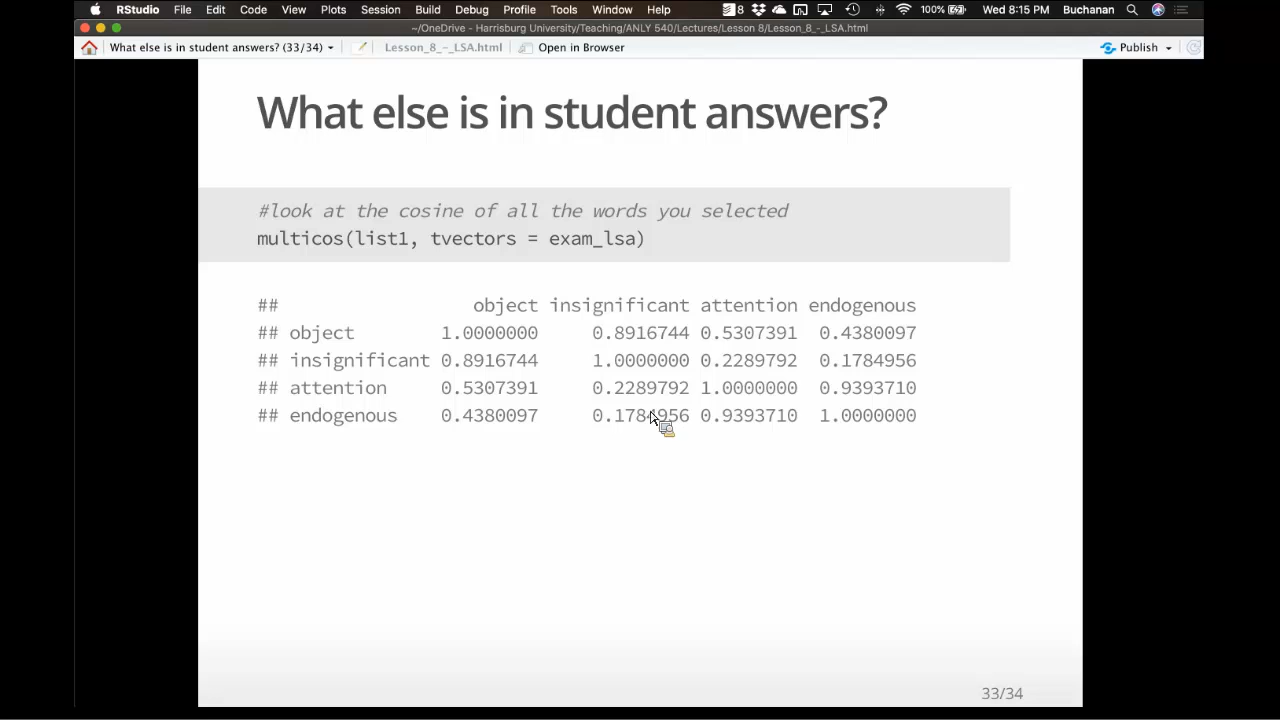 RStudio File Edit Code View Plots Session Build Debug Profile Tools Window Help 8 100% Wed 8:15 PM Buchanan
~/OneDrive - Harrisburg University/Teaching/ANLY 540/Lectures/Lesson 8/Lesson_8_-_LSA.html
What else is in student answers? (33/34) Lesson_8_-_LSA.html Open in Browser Publish
What else is in student answers?
#look at the cosine of all the words you selected
multicos(list1, tvectors = exam_lsa)
## object insignificant attention endogenous
## object 1.0000000 0.8916744 0.5307391 0.4380097
## insignificant 0.8916744 1.0000000 0.2289792 0.1784956
## attention 0.5307391 0.2289792 1.0000000 0.9393710
## endogenous 0.4380097 0.1784956 0.9393710 1.0000000
33/34